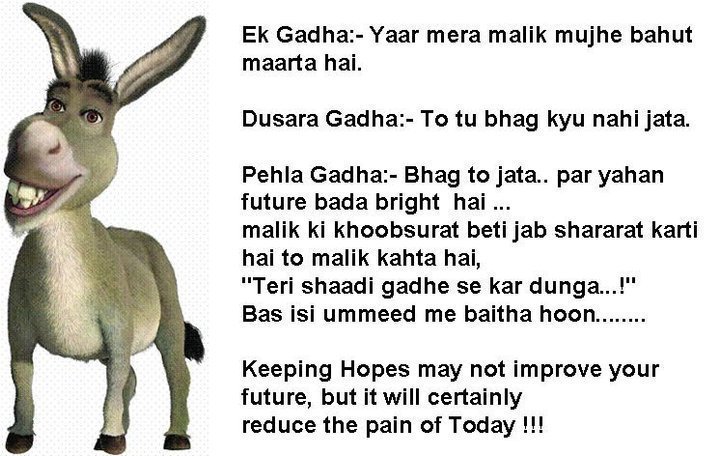 Ek Gadha:- Yaar mera malik mujhe bahut
maarta hai.
Dusara Gadha:- To tu bhag kyu nahi jata.
Pehla Gadha:- Bhag to jata.. par yahan
future bada bright hai ...
malik ki khoobsurat beti jab shararat karti
hai to malik kahta hai,
"Teri shaadi gadhe se kar dunga...!"
Bas isi ummeed me baitha hoon........
Keeping Hopes may not improve your
future, but it will certainly
reduce the pain of Today !!!